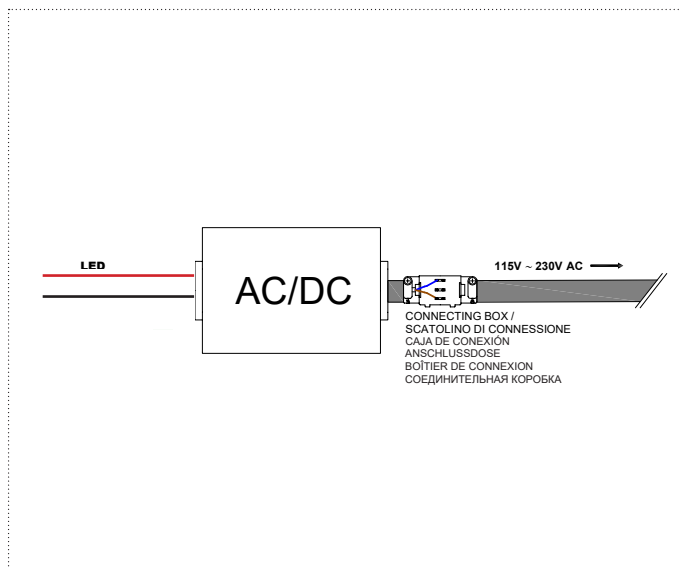 LED
AC/DC
115V ~ 230V AC
CONNECTING BOX /
SCATOLINO DI CONNESSIONE
CAJA DE CONEXIÓN
ANSCHLUSSDOSE
BOÎTIER DE CONNEXION
СОЕДИНИТЕЛЬНАЯ КОРОБКА